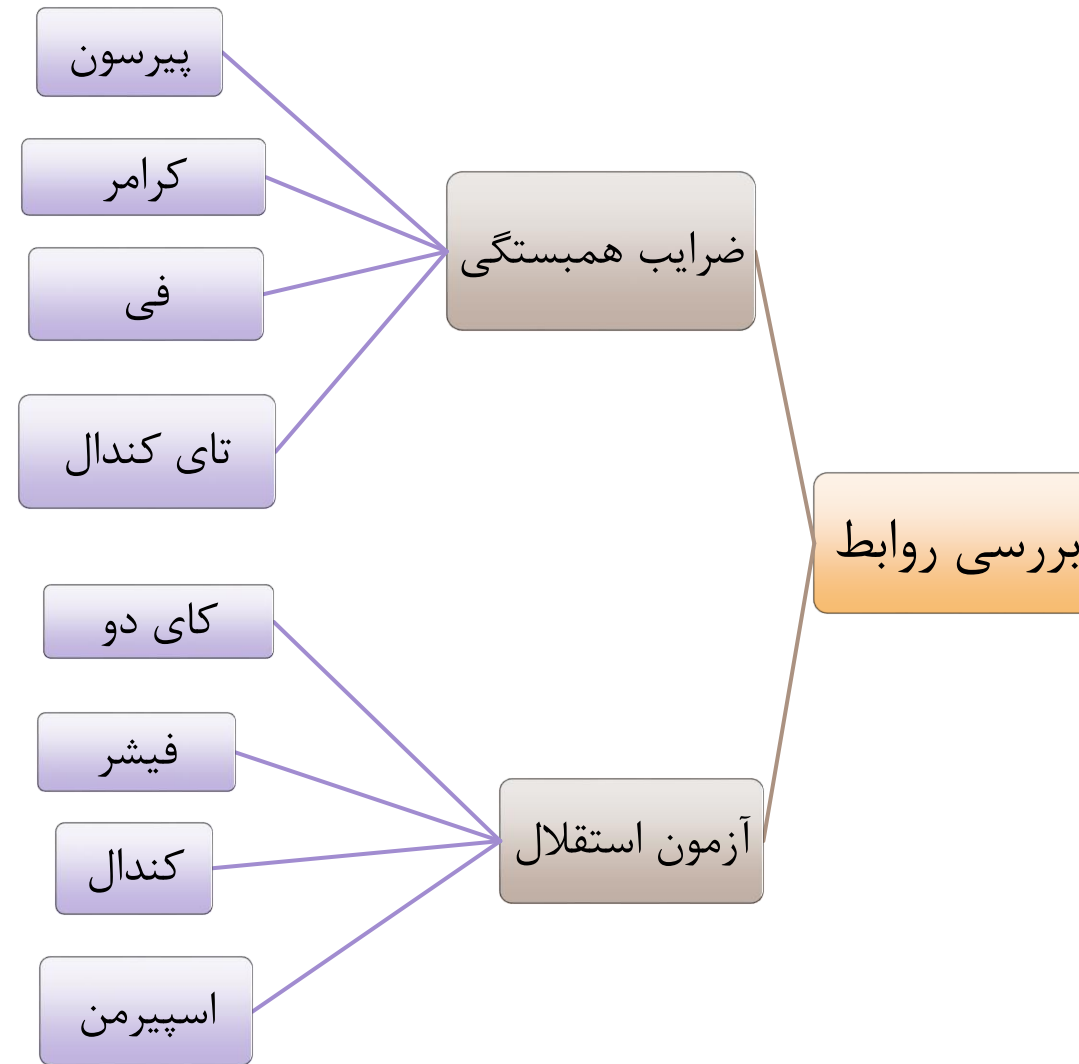 بررسی روابط
ضرایب همبستگی
پیرسون
کرامر
فی
تای کندال
آزمون استقلال
کای دو
فیشر
کندال
اسپیرمن